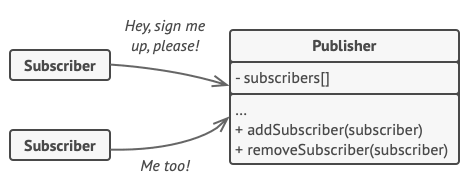 Hey, sign me
up, please!
Subscriber
Publisher
- subscribers[]
...
+ addSubscriber(subscriber)
+ removeSubscriber(subscriber)
Subscriber
Me too!